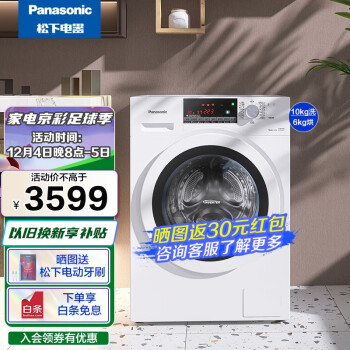 Panasonic
松下电器
家电京彩足球季
活动时间:
12月4日晚8点-5日
活动价不高于
¥3599
以旧换新享补贴
晒图送
松下电动牙刷
白条
下单享
白条免息
入会领券有优惠
Panasonic
10kg洗
6kg烘
晒图返30元红包
咨询客服了解更多